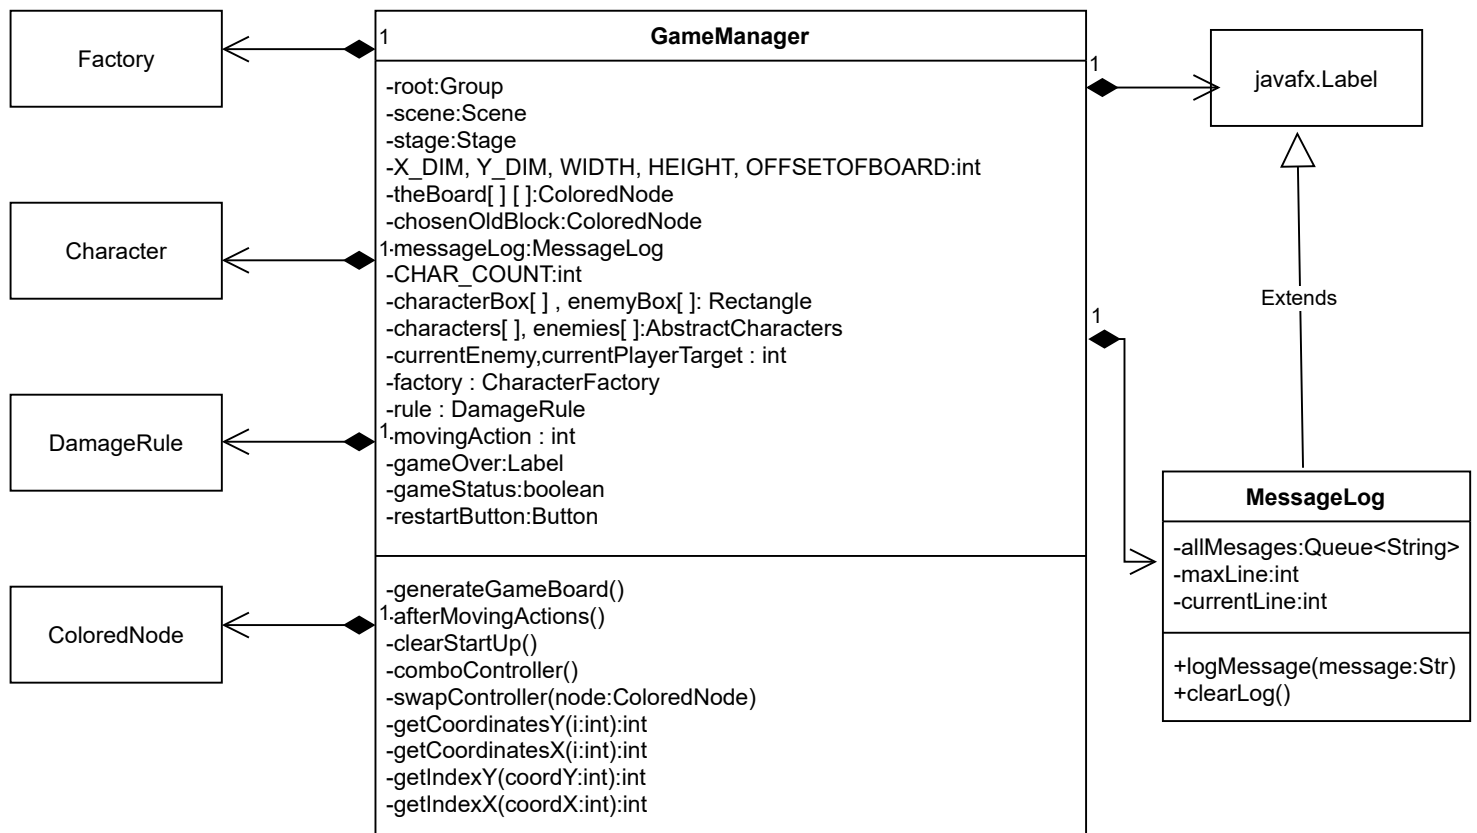 Factory
Character
DamageRule
ColoredNode
1
1
1
1
GameManager
-root:Group
-scene:Scene
-stage:Stage
-X_DIM, Y_DIM, WIDTH, HEIGHT, OFFSETOFBOARD:int
-theBoard[ ] [ ]:ColoredNode
-chosenOldBlock:ColoredNode
-messageLog:MessageLog
-CHAR_COUNT:int
-characterBox[ ] , enemyBox[ ]: Rectangle
-characters[ ], enemies[ ]:AbstractCharacters
-currentEnemy,currentPlayerTarget : int
-factory : CharacterFactory
-rule : DamageRule
-movingAction : int
-gameOver:Label
-gameStatus:boolean
-restartButton:Button
-generateGameBoard()
-afterMovingActions()
-clearStartUp()
-comboController()
-swapController(node:ColoredNode)
-getCoordinatesY(i:int):int
-getCoordinatesX(i:int):int
-getIndexY(coordY:int):int
-getIndexX(coordX:int):int
1
1
javafx.Label
Extends
MessageLog
-allMesages:Queue<String>
-maxLine:int
-currentLine:int
+logMessage(message:Str)
+clearLog()